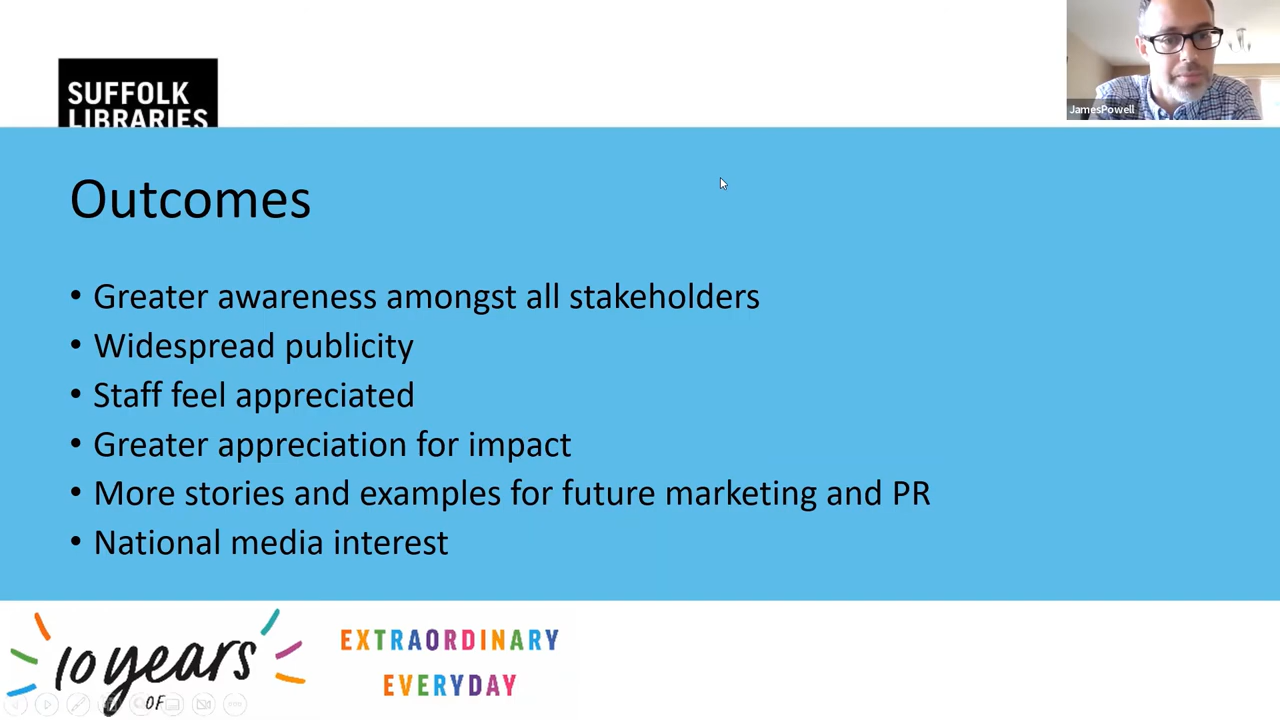 SUFFOLK
LIBRARIES
JamesPowell
Outcomes
• Greater awareness amongst all stakeholders
• Widespread publicity
• Staff feel appreciated
• Greater appreciation for impact
• More stories and examples for future marketing and PR
• National media interest
10 years
OF
EXTRAORDINARY
EVERYDAY